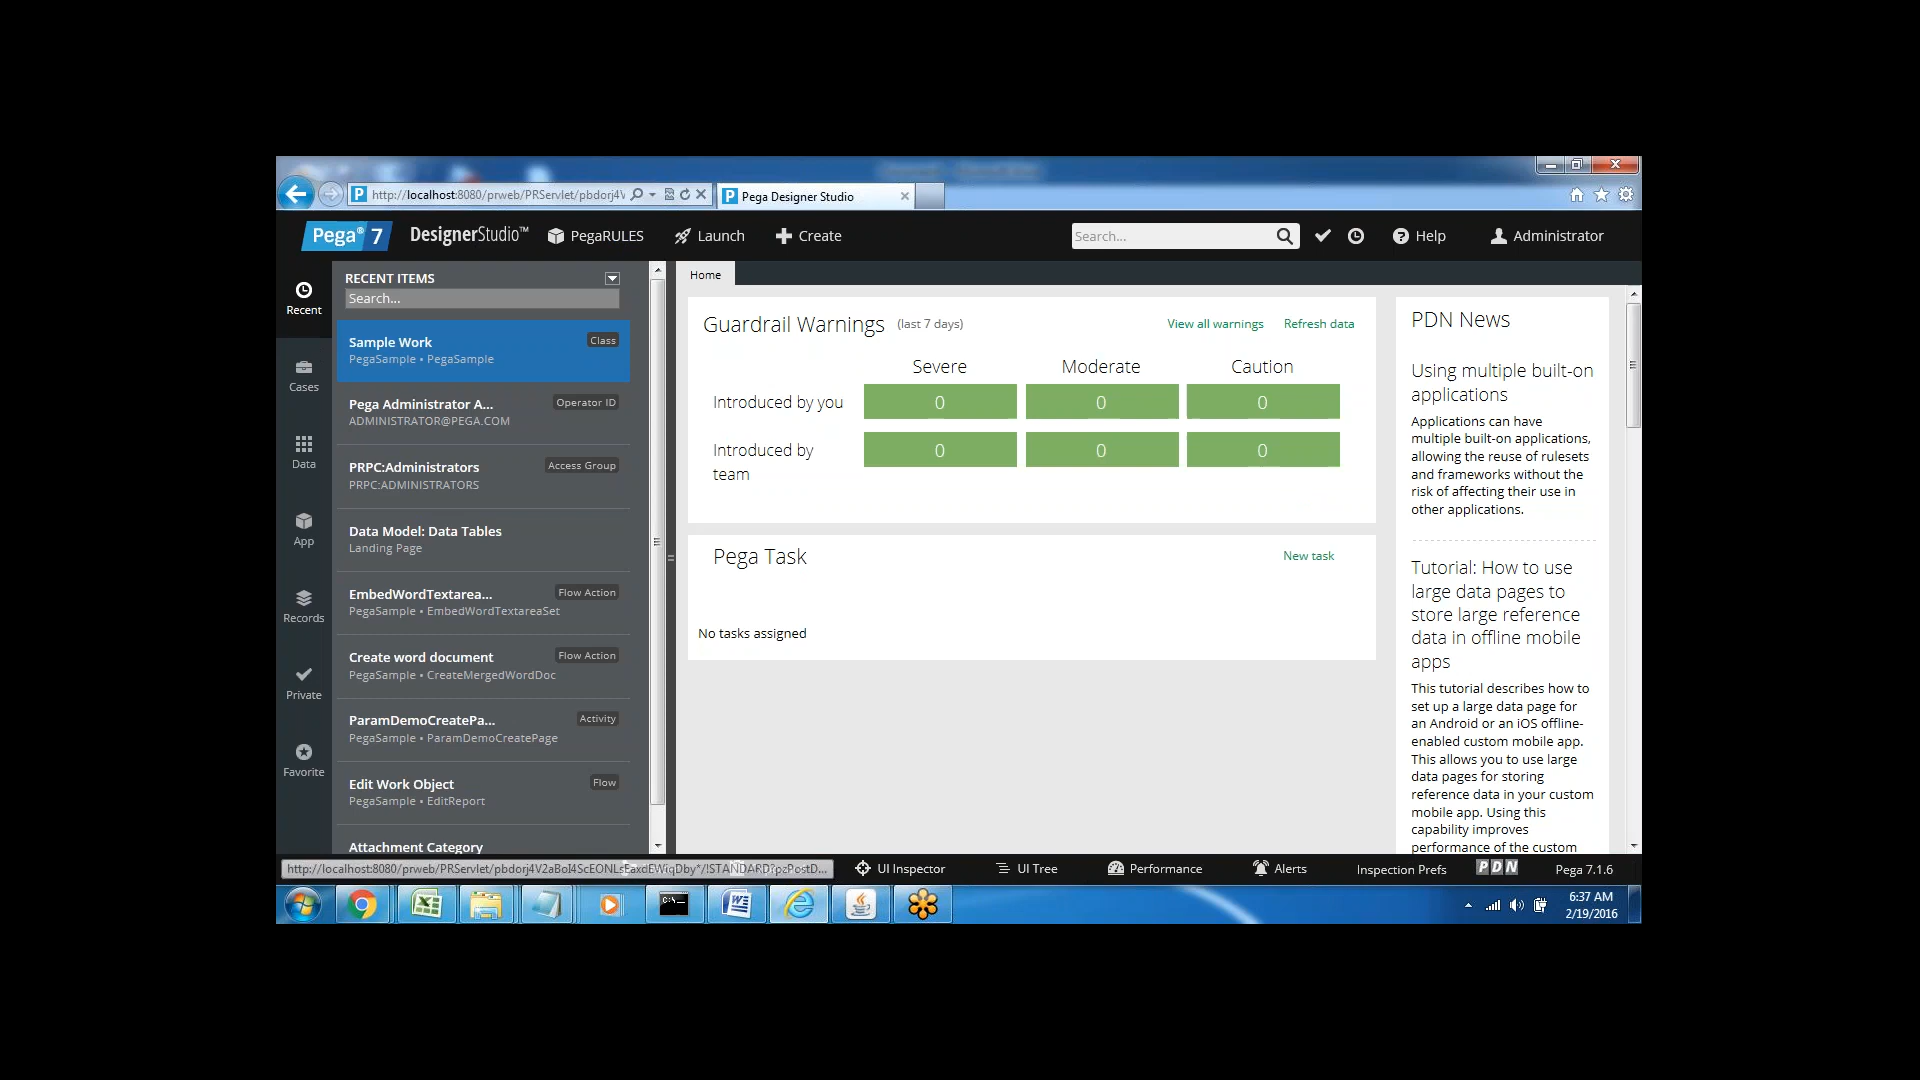 http://localhost:8080/prweb/PRServlet/pbdorj4V
Pega Designer Studio
Pega® 7
DesignerStudio™
PegaRULES
Launch
Create
Search...
Help
Administrator
Recent
Cases
Data
App
Records
Private
Favorite
RECENT ITEMS
Search...
Sample Work
Class
PegaSample • PegaSample
Pega Administrator A...
Operator ID
ADMINISTRATOR@PEGA.COM
PRPC:Administrators
Access Group
PRPC:ADMINISTRATORS
Data Model: Data Tables
Landing Page
EmbedWordTextarea...
Flow Action
PegaSample • EmbedWordTextareaSet
Create word document
Flow Action
PegaSample • CreateMergedWordDoc
ParamDemoCreatePa...
Activity
PegaSample • ParamDemoCreatePage
Edit Work Object
Flow
PegaSample • EditReport
Attachment Category
Home
Guardrail Warnings (last 7 days)
View all warnings
Refresh data
Severe Moderate Caution
Introduced by you 0 0 0
Introduced by 0 0 0
team
Pega Task
New task
No tasks assigned
PDN News
Using multiple built-on
applications
Applications can have
multiple built-on applications,
allowing the reuse of rulesets
and frameworks without the
risk of affecting their use in
other applications.
Tutorial: How to use
large data pages to
store large reference
data in offline mobile
apps
This tutorial describes how to
set up a large data page for
an Android or an iOS offline-
enabled custom mobile app.
This allows you to use large
data pages for storing
reference data in your custom
mobile app. Using this
capability improves
performance of the custom
UI Inspector
UI Tree
Performance
Alerts
Inspection Prefs
PDN
Pega 7.1.6
6:37 AM
2/19/2016